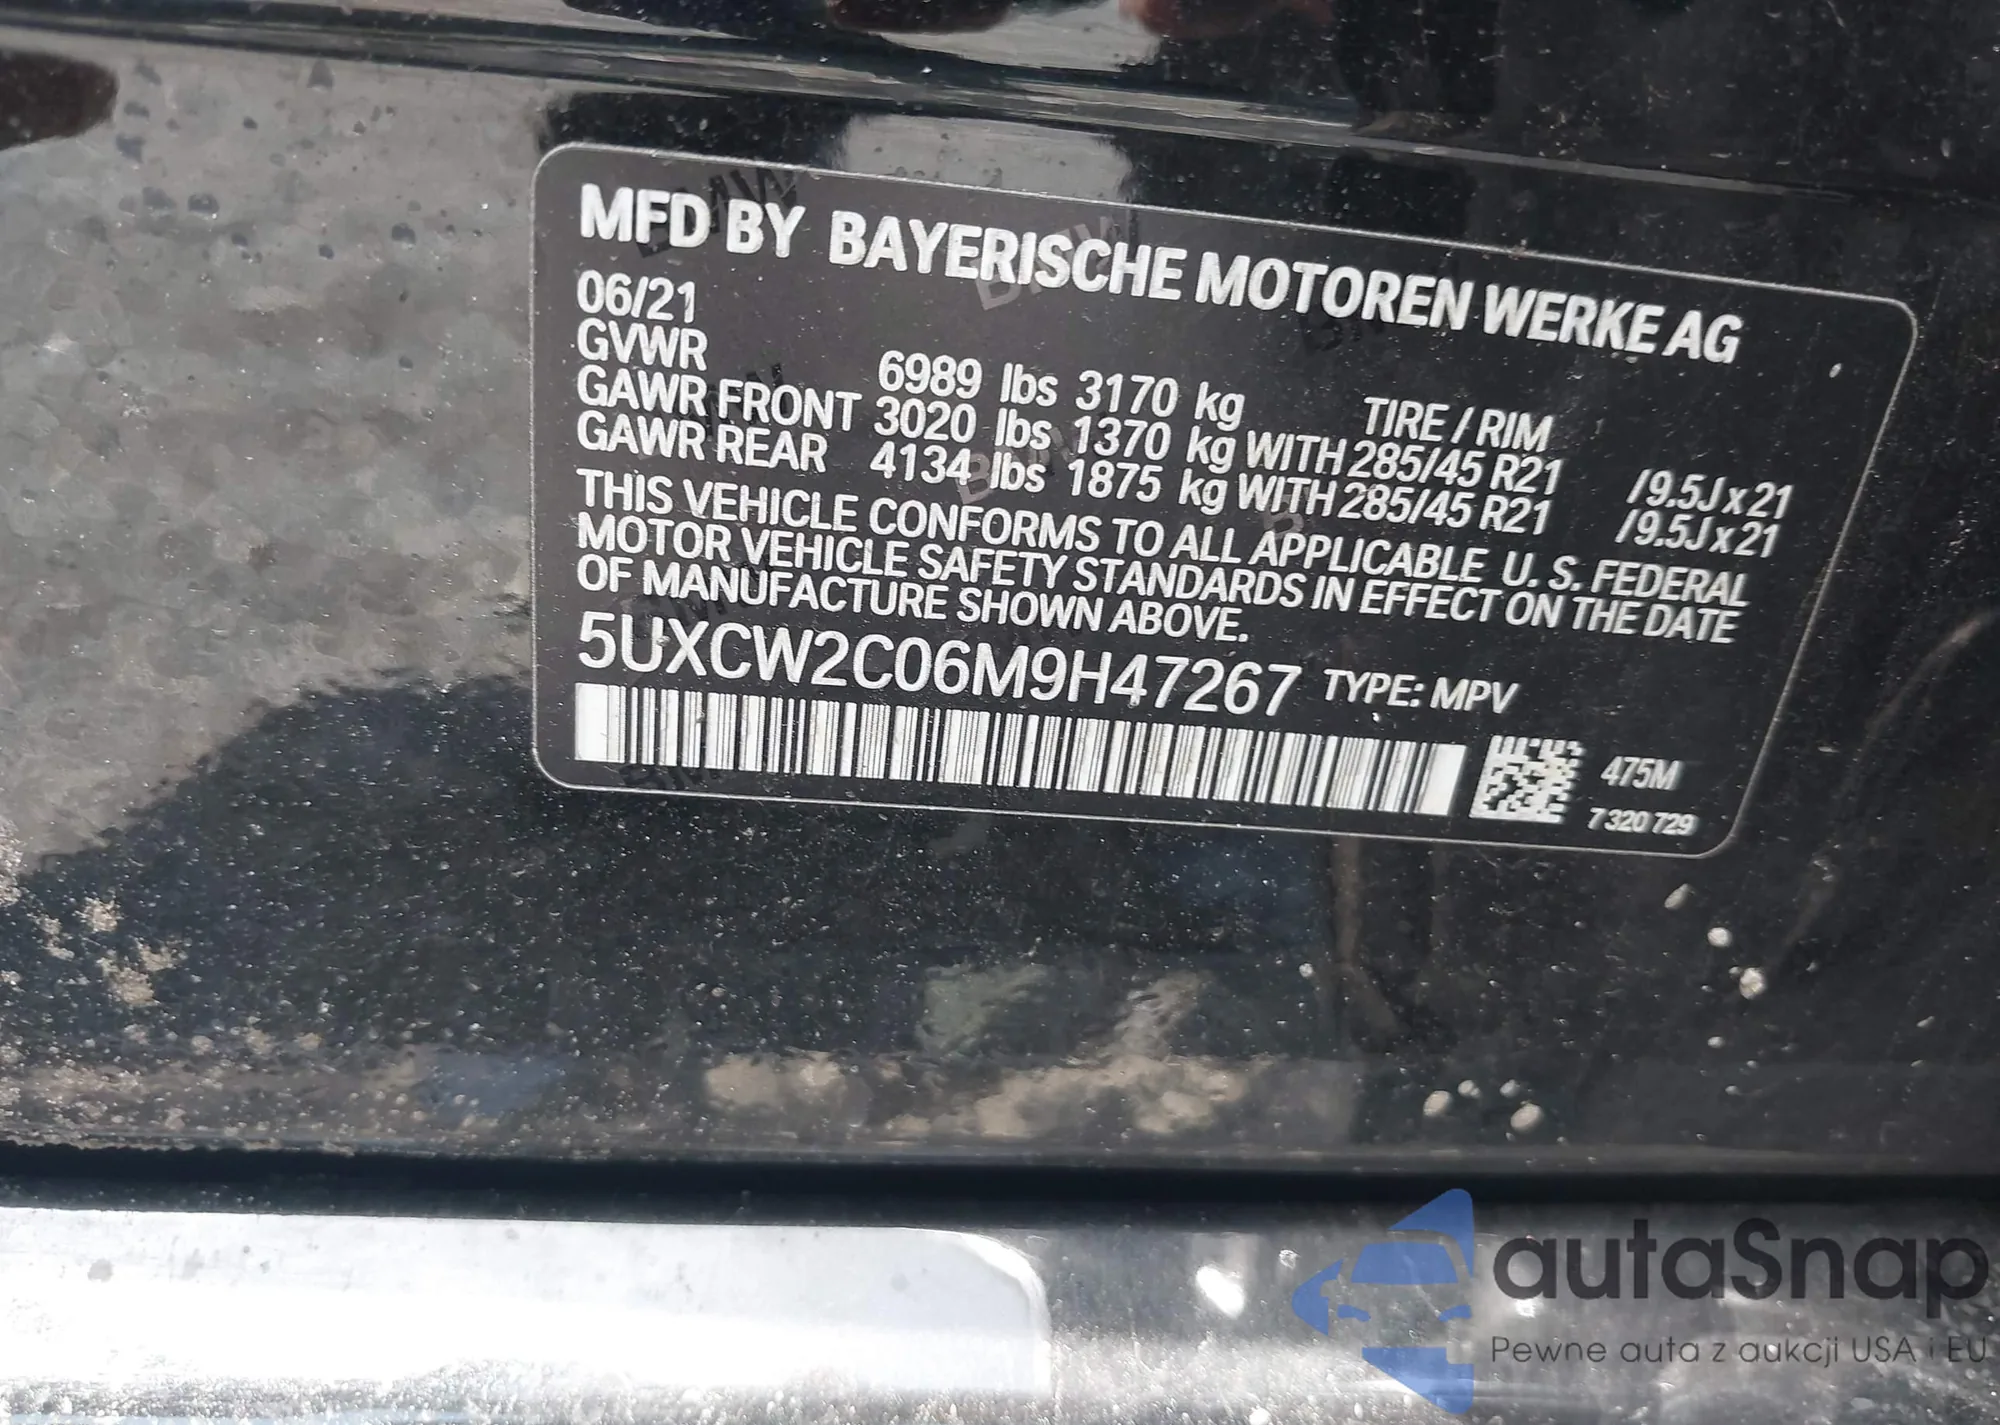 MFD BY BAYERISCHE MOTOREN WERKE AG
06/21
GVWR 6989 lbs 3170 kg TIRE / RIM
GAWR FRONT 3020 lbs 1370 kg WITH 285/45 R21 /9.5J x 21
GAWR REAR 4134 lbs 1875 kg WITH 285/45 R21 /9.5J x 21
THIS VEHICLE CONFORMS TO ALL APPLICABLE U. S. FEDERAL
MOTOR VEHICLE SAFETY STANDARDS IN EFFECT ON THE DATE
OF MANUFACTURE SHOWN ABOVE.
5UXCW2C06M9H47267 TYPE: MPV
475M
7 320 729
autaSnap
Pewne auta z aukcji USA i EU